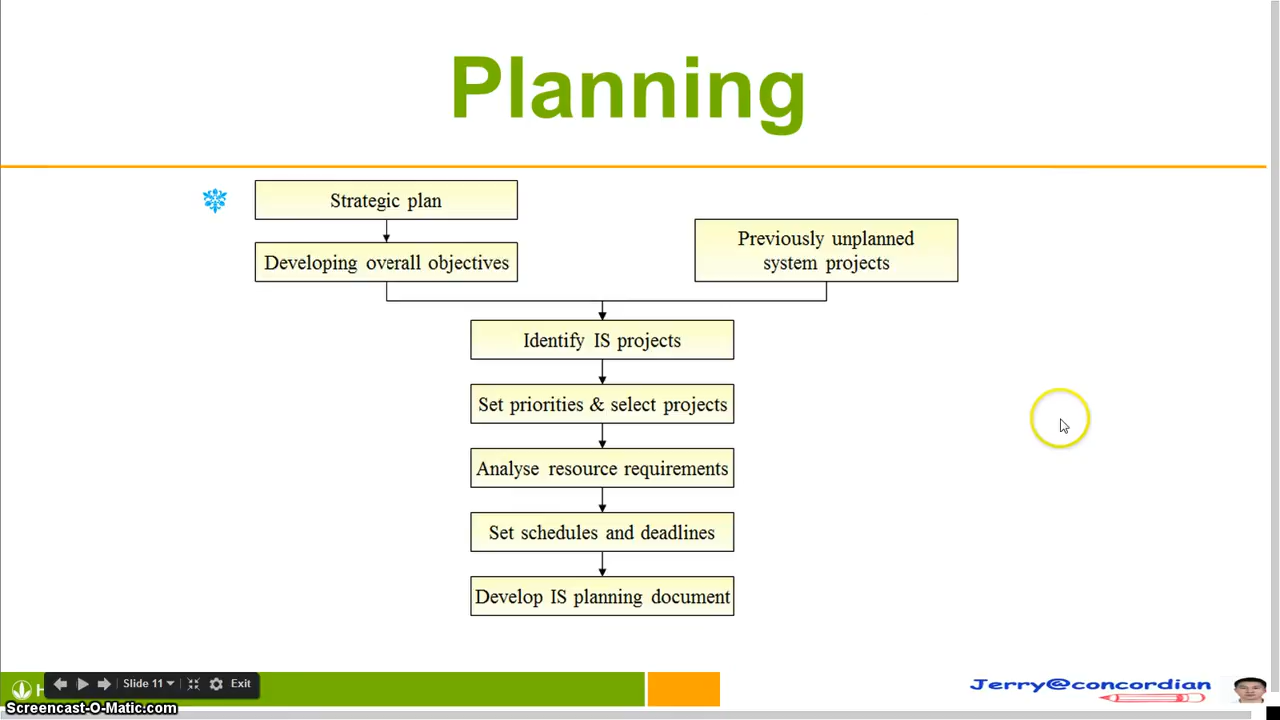 Planning
Strategic plan
Developing overall objectives
Previously unplanned
system projects
Identify IS projects
Set priorities & select projects
Analyse resource requirements
Set schedules and deadlines
Develop IS planning document
Slide 11
Exit
Jerry@concordian
Screencast-O-Matic.com